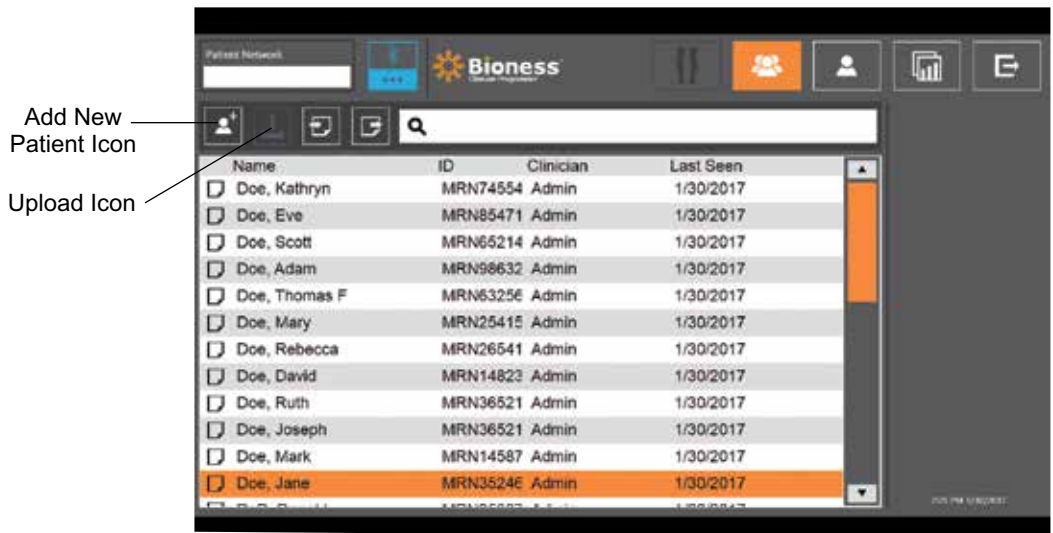 Patient Network
Bioness
Add New
Patient Icon
Upload Icon
Name ID Clinician Last Seen
Doe, Kathryn MRN74554 Admin 1/30/2017
Doe, Eve MRN85471 Admin 1/30/2017
Doe, Scott MRN65214 Admin 1/30/2017
Doe, Adam MRN98632 Admin 1/30/2017
Doe, Thomas F MRN63256 Admin 1/30/2017
Doe, Mary MRN25415 Admin 1/30/2017
Doe, Rebecca MRN26541 Admin 1/30/2017
Doe, David MRN14823 Admin 1/30/2017
Doe, Ruth MRN36521 Admin 1/30/2017
Doe, Joseph MRN36521 Admin 1/30/2017
Doe, Mark MRN14587 Admin 1/30/2017
Doe, Jane MRN35246 Admin 1/30/2017